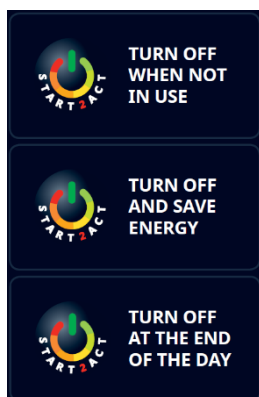 TURN OFF
WHEN NOT
IN USE
START2ACT
TURN OFF
AND SAVE
ENERGY
START2ACT
TURN OFF
AT THE END
OF THE DAY
START2ACT